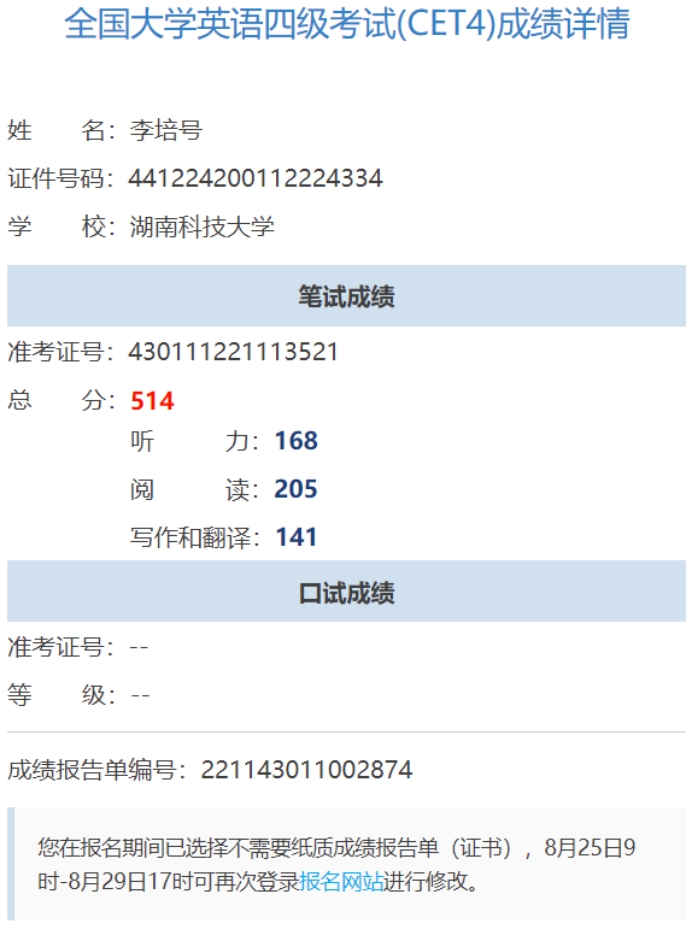 全国大学英语四级考试(CET4)成绩详情
姓 名：李培号
证件号码：441224200112224334
学 校：湖南科技大学
笔试成绩
准考证号：430111221113521
总 分：514
听 力：168
阅 读：205
写作和翻译：141
口试成绩
准考证号：--
等 级：--
成绩报告单编号：221143011002874
您在报名期间已选择不需要纸质成绩报告单（证书），8月25日9
时-8月29日17时可再次登录报名网站进行修改。